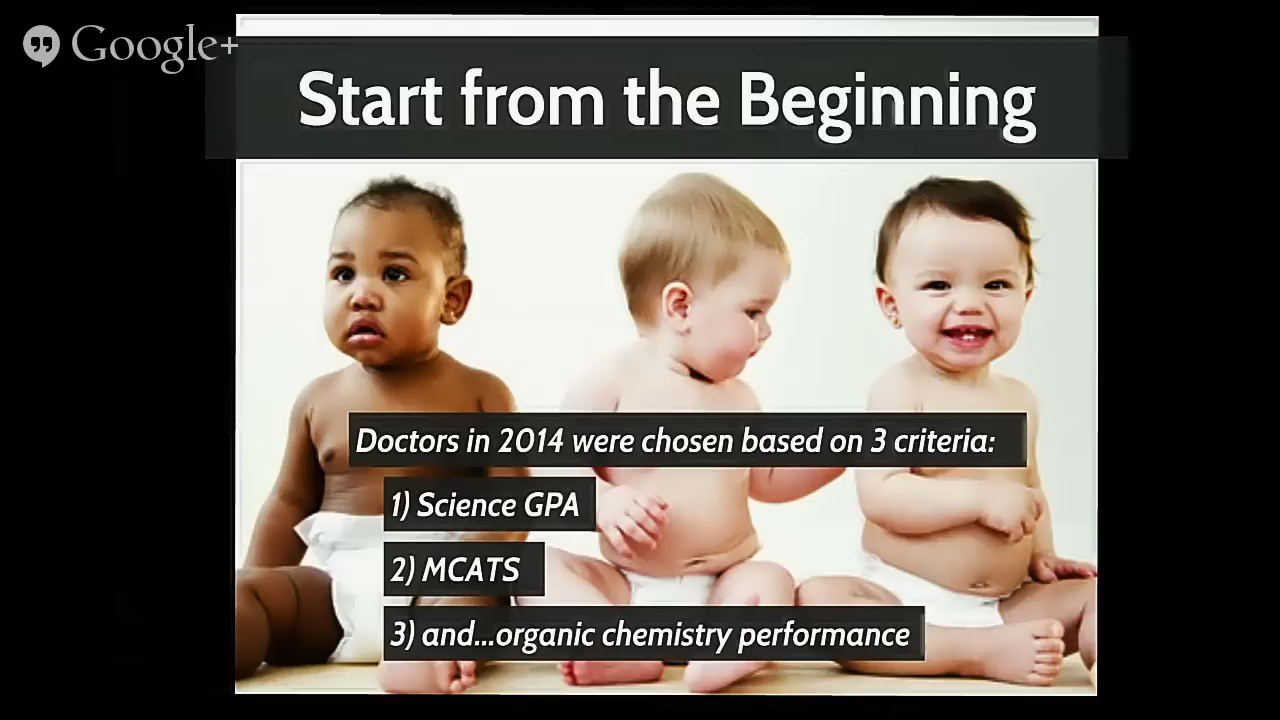 Google+
Start from the Beginning
Doctors in 2014 were chosen based on 3 criteria:
1) Science GPA
2) MCATS
3) and...organic chemistry performance